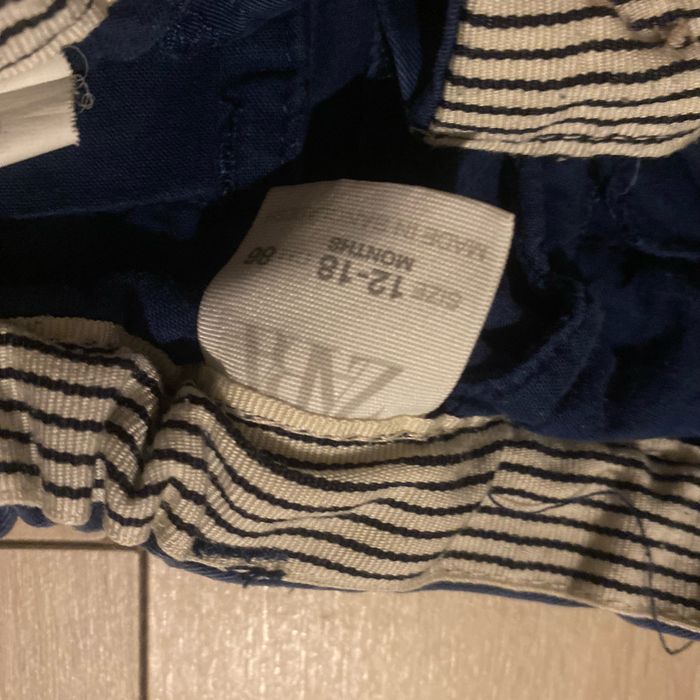 ZARA
SIZE 12-18
MONTHS
86
MADE IN